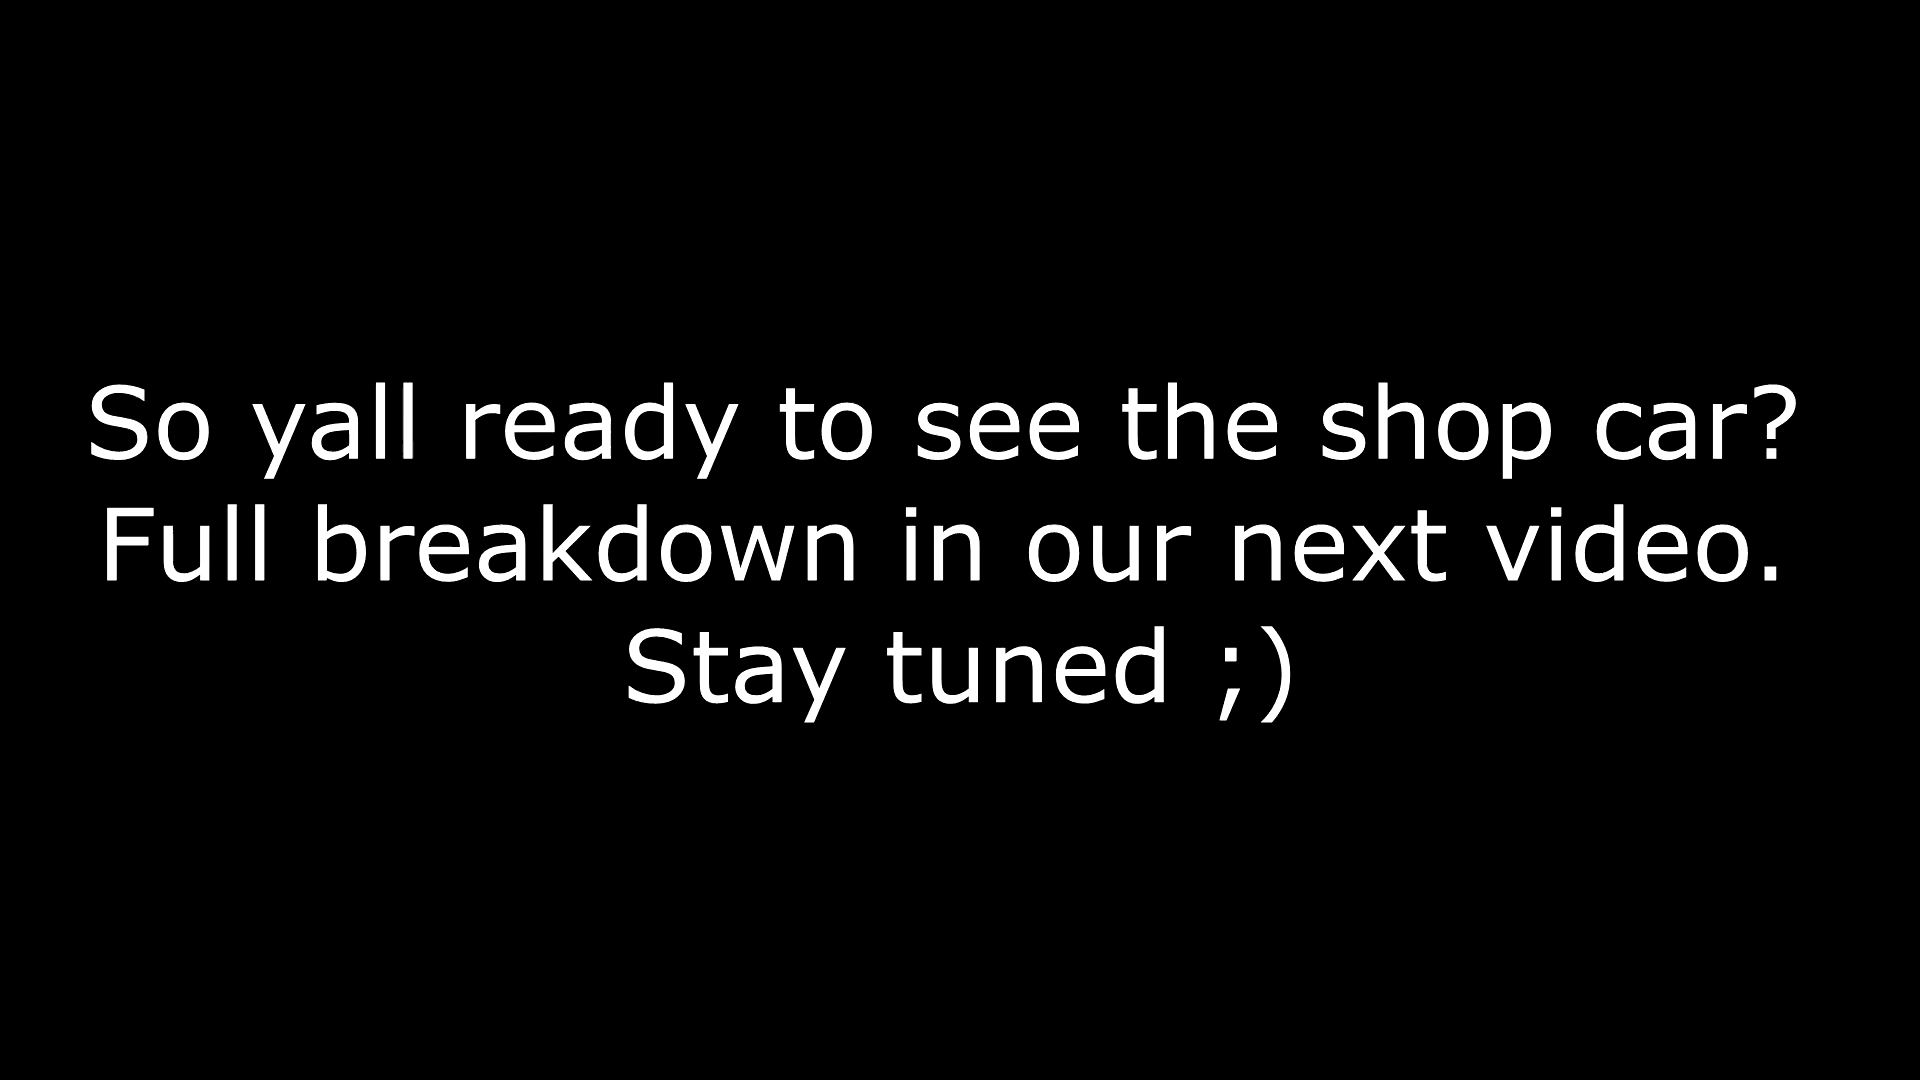 So yall ready to see the shop car?
Full breakdown in our next video.
Stay tuned ;)